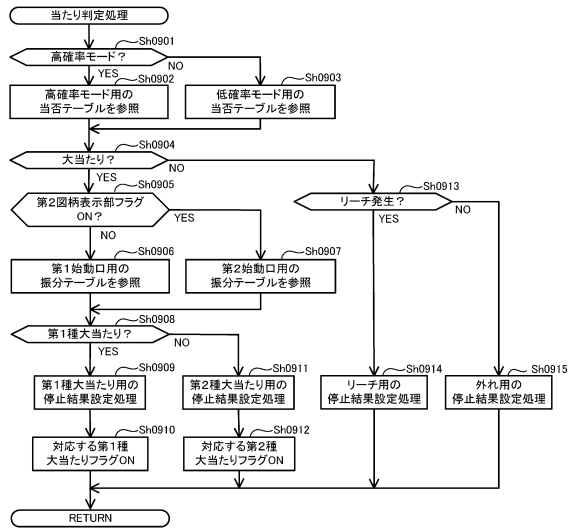 当たり判定処理
Sh0901
高確率モード？
YES
NO
Sh0902
高確率モード用の
当否テーブルを参照
Sh0903
低確率モード用の
当否テーブルを参照
Sh0904
大当たり？
YES
NO
Sh0905
第2図柄表示部フラグ
ON？
YES
NO
Sh0913
リーチ発生？
YES
NO
Sh0906
第1始動口用の
振分テーブルを参照
Sh0907
第2始動口用の
振分テーブルを参照
Sh0908
第1種大当たり？
YES
NO
Sh0909
第1種大当たり用の
停止結果設定処理
Sh0911
第2種大当たり用の
停止結果設定処理
Sh0914
リーチ用の
停止結果設定処理
Sh0915
外れ用の
停止結果設定処理
Sh0910
対応する第1種
大当たりフラグON
Sh0912
対応する第2種
大当たりフラグON
RETURN